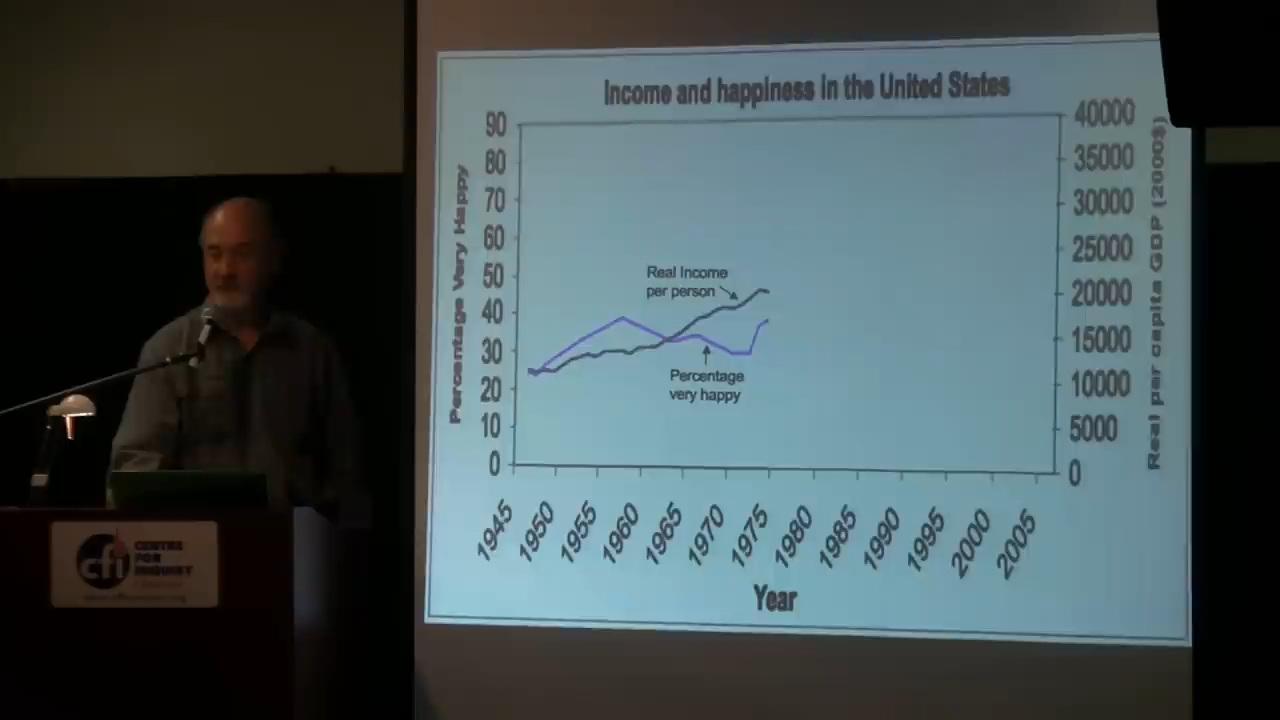 Income and happiness in the United States
Percentage Very Happy
90
80
70
60
50
40
30
20
10
0
Real Income
per person
Percentage
very happy
40000
35000
30000
25000
20000
15000
10000
5000
0
Real per capita GDP (2000$)
1945
1950
1955
1960
1965
1970
1975
1980
1985
1990
1995
2000
2005
Year
cfi
CENTRE
FOR
INQUIRY